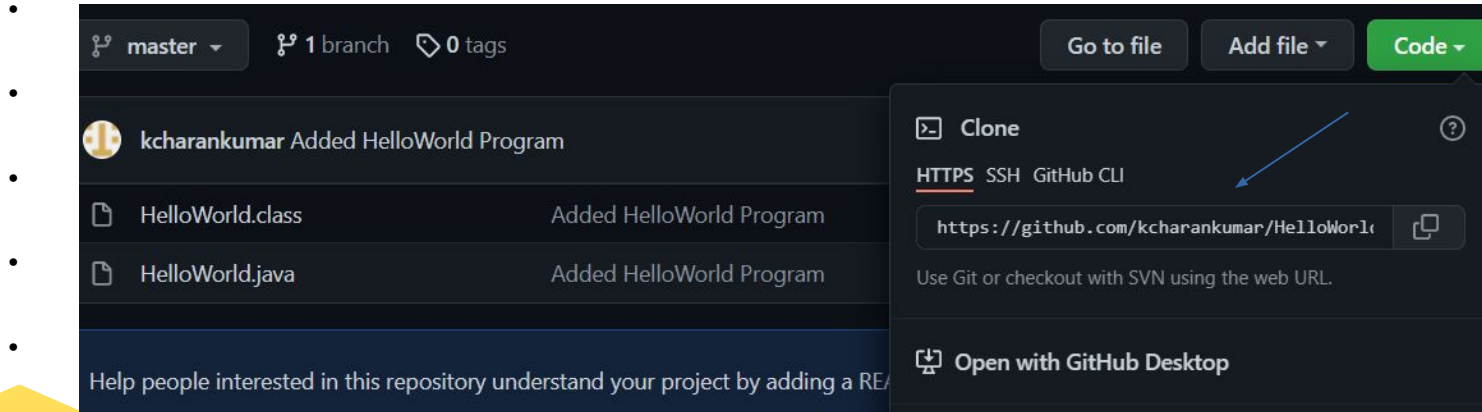 master 1 branch 0 tags Go to file Add file Code
kcharankumar Added HelloWorld Program
HelloWorld.class Added HelloWorld Program
HelloWorld.java Added HelloWorld Program
Help people interested in this repository understand your project by adding a REA
Clone
HTTPS SSH GitHub CLI
https://github.com/kcharankumar/HelloWorl
Use Git or checkout with SVN using the web URL.
Open with GitHub Desktop